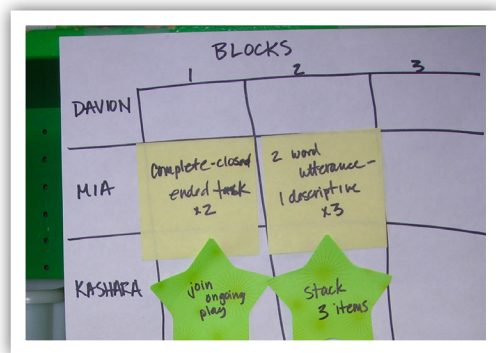 BLOCKS
1 2 3
DAVION
MIA
complete-closed
ended task
x2
2 word
utterance-
1 descriptive
x3
KASHARA
join
ongoing
play
stack
3 items